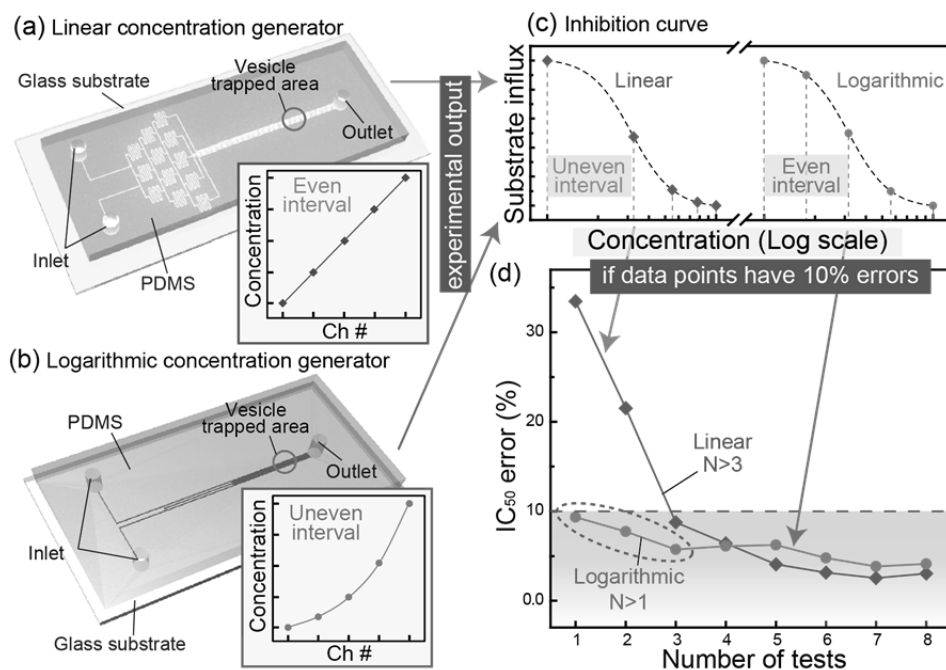 (a) Linear concentration generator
Glass substrate
Vesicle
trapped area
Outlet
Inlet
PDMS
Concentration
Even
interval
Ch #
(b) Logarithmic concentration generator
PDMS
Vesicle
trapped area
Outlet
Inlet
Glass substrate
Concentration
Uneven
interval
Ch #
experimental output
(c) Inhibition curve
Substrate influx
Linear
Logarithmic
Uneven
interval
Even
interval
Concentration (Log scale)
(d)
if data points have 10% errors
IC₅₀ error (%)
30
20
10
0.0
Linear
N>3
Logarithmic
N>1
1 2 3 4 5 6 7 8
Number of tests